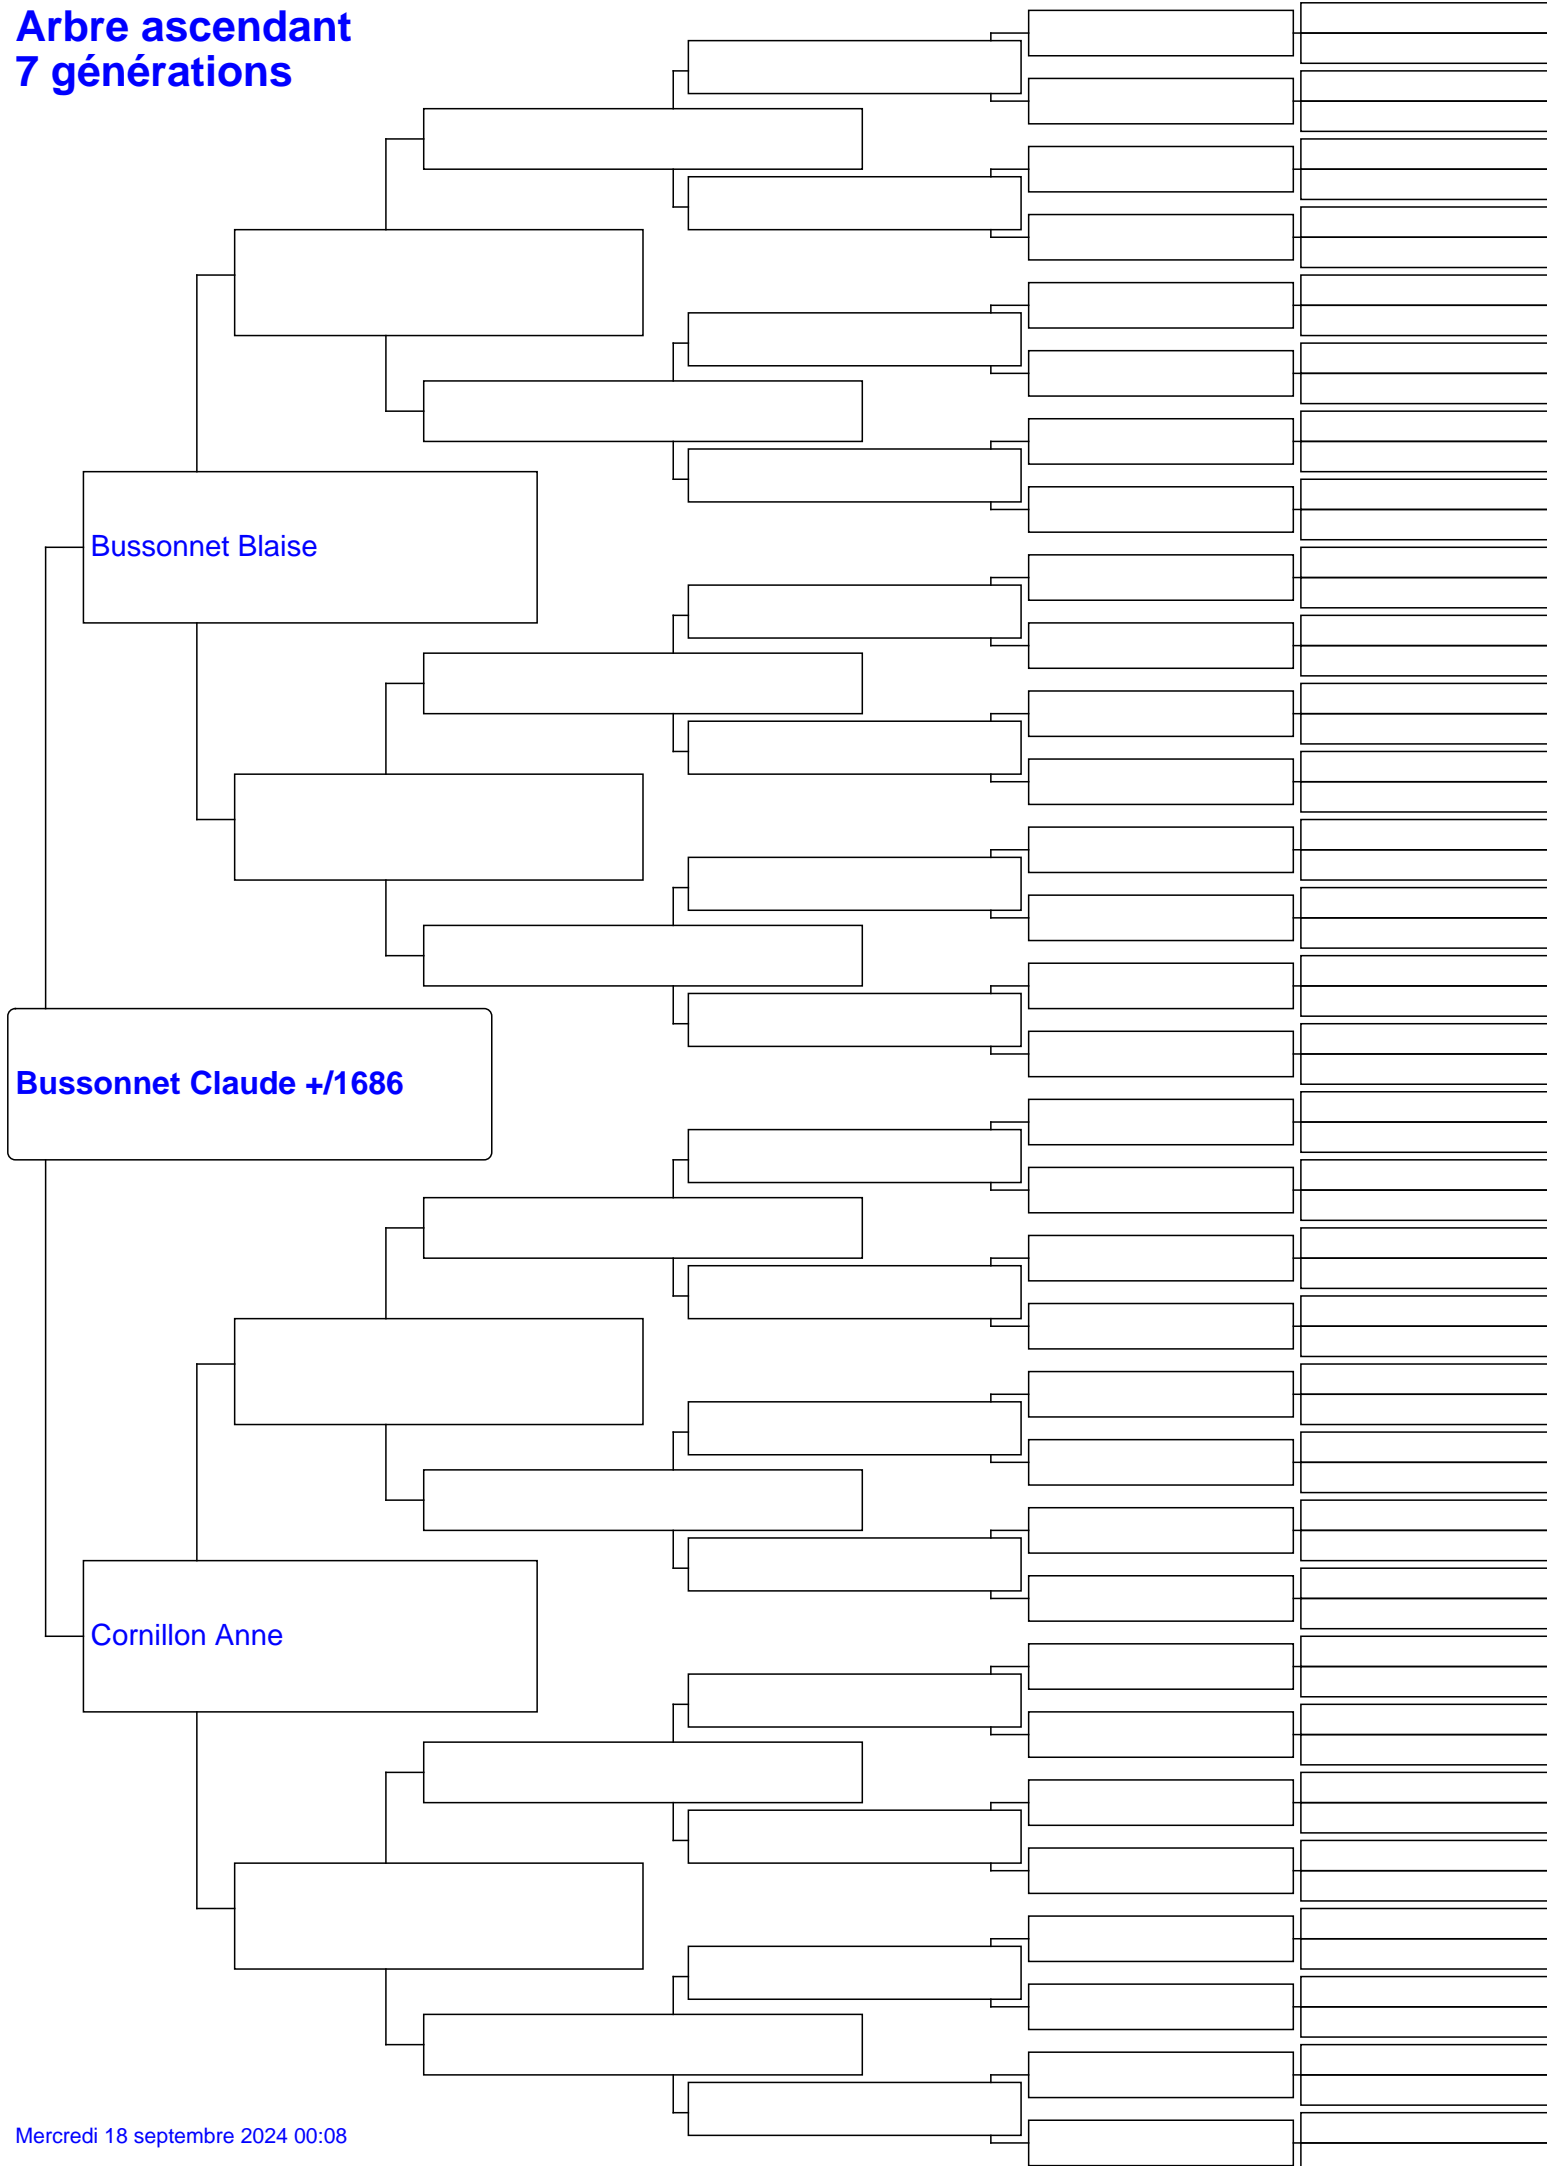 Arbre ascendant
7 générations
Bussonnet Blaise
Bussonnet Claude +/1686
Cornillon Anne
Mercredi 18 septembre 2024 00:08